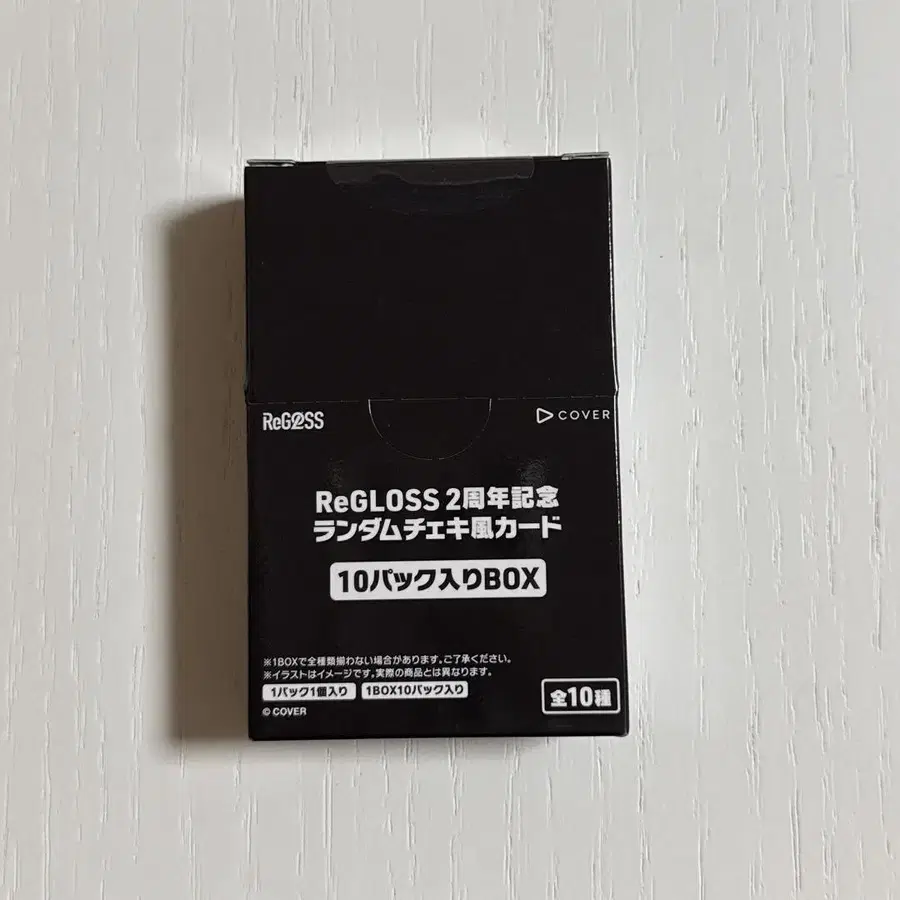 ReGLOSS
COVER
ReGLOSS 2周年記念
ランダムチェキ風カード
10パック入りBOX
※1BOXで全種類揃わない場合があります。ご了承ください。
※イラストはイメージです。実際の商品とは異なります。
1パック1個入り 1BOX10パック入り
© COVER
全10種